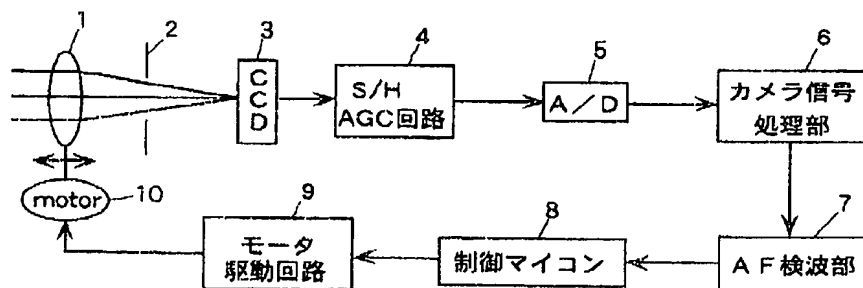 1
2
3
4
5
6
C
C
D
S/H
AGC回路
A/D
カメラ信号
処理部
motor
10
9
8
7
モータ
駆動回路
制御マイコン
AF検波部